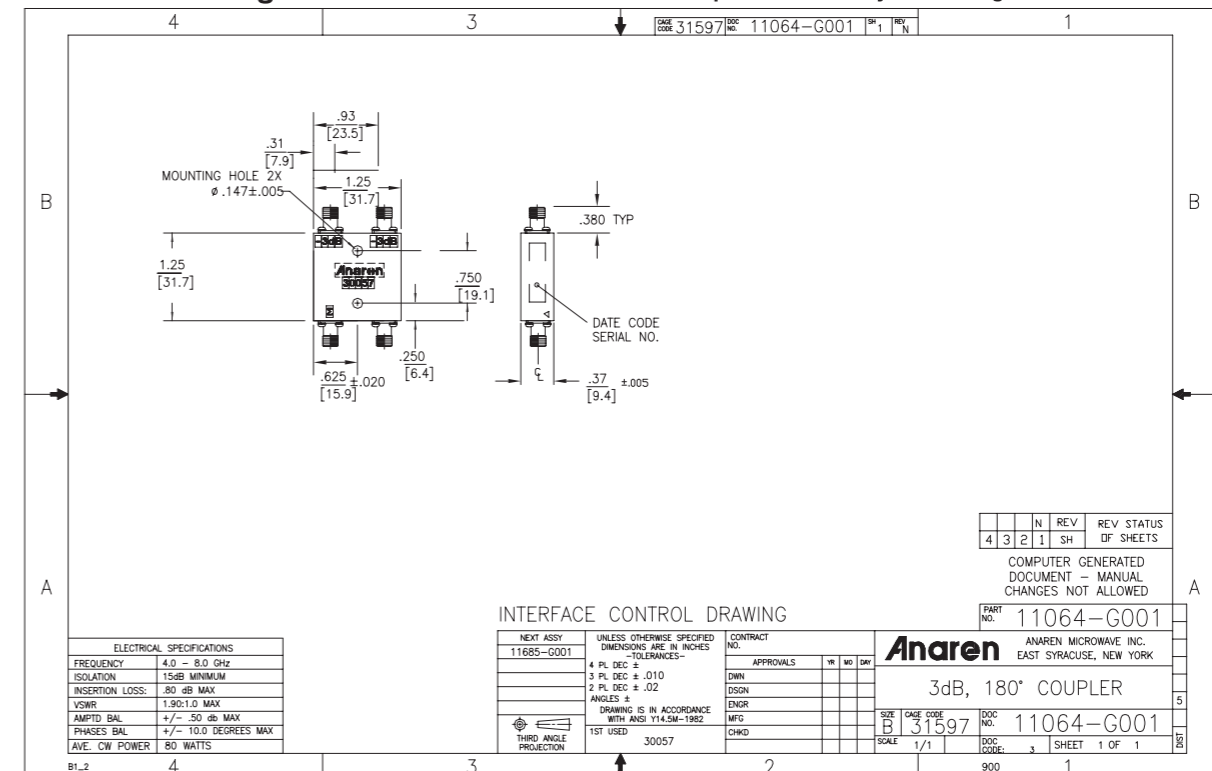 4 3 CAGE CODE 31597 DOC NO. 11064-G001 SH 1 REV N 1
.93
[23.5]
.31
[7.9]
MOUNTING HOLE 2X
ø.147±.005
1.25
[31.7]
B
B
.380 TYP
-3dB -3dB
1.25
[31.7]
Anaren
30057
.750
[19.1]
DATE CODE
SERIAL NO.
.250
[6.4]
.625 ±.020
[15.9]
.37 ±.005
[9.4]
N REV REV STATUS
4 3 2 1 SH OF SHEETS
COMPUTER GENERATED
DOCUMENT - MANUAL
CHANGES NOT ALLOWED
A
A
INTERFACE CONTROL DRAWING
PART NO. 11064-G001
ELECTRICAL SPECIFICATIONS
FREQUENCY 4.0 - 8.0 GHz
ISOLATION 15dB MINIMUM
INSERTION LOSS: .80 dB MAX
VSWR 1.90:1.0 MAX
AMPTD BAL +/- .50 db MAX
PHASES BAL +/- 10.0 DEGREES MAX
AVE. CW POWER 80 WATTS
NEXT ASSY
11685-G001
THIRD ANGLE
PROJECTION
UNLESS OTHERWISE SPECIFIED
DIMENSIONS ARE IN INCHES
-TOLERANCES-
4 PL DEC ±
3 PL DEC ± .010
2 PL DEC ± .02
ANGLES ±
DRAWING IS IN ACCORDANCE
WITH ANSI Y14.5M-1982
1ST USED
30057
CONTRACT
NO.
APPROVALS YR MO DAY
DWN
DSGN
ENGR
MFG
CHKD
Anaren
ANAREN MICROWAVE INC.
EAST SYRACUSE, NEW YORK
3dB, 180° COUPLER
5
SIZE B CAGE CODE 31597 DOC NO. 11064-G001
SCALE 1/1 DOC CODE: 3 SHEET 1 OF 1
DIST
B1_2 4 3 2 900 1